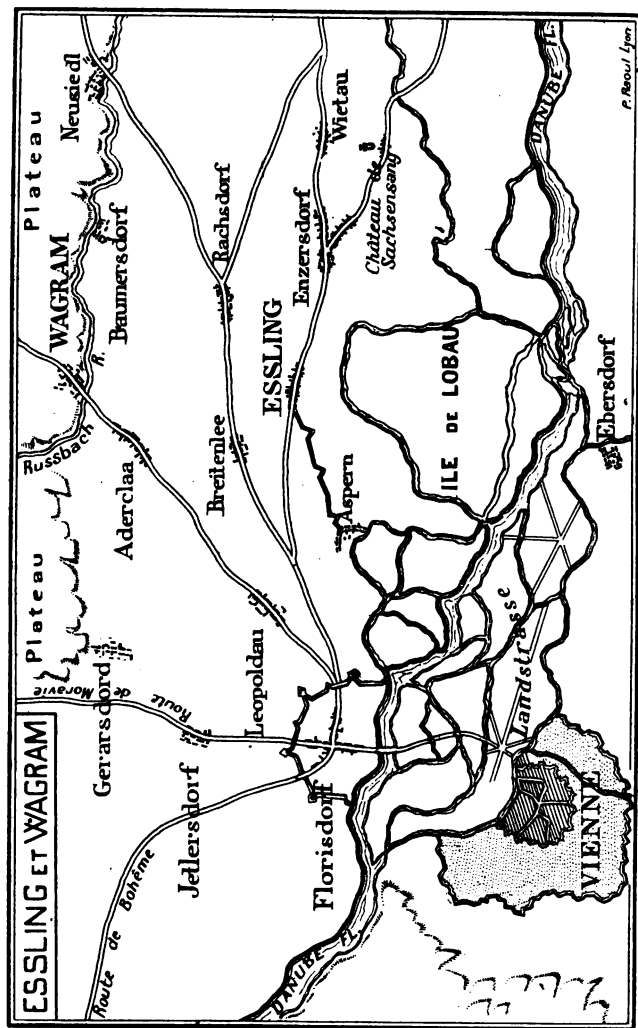 ESSLING ET WAGRAM
Route de Bohême
Route de Moravie
Plateau
Russbach R.
WAGRAM
Plateau
Neusiedl
Gerarsdord
Aderclaa
Baumersdorf
Jedlersdorf
Leopoldau
Breitenlee
Rachsdorf
Florisdorf
ESSLING
Enzersdorf
Wietau
Aspern
Château de
Sachsensang
ILE DE LOBAU
DANUBE FL.
DANUBE FL.
Landstrasse
VIENNE
Ebersdorf
P. Raoul Lyon